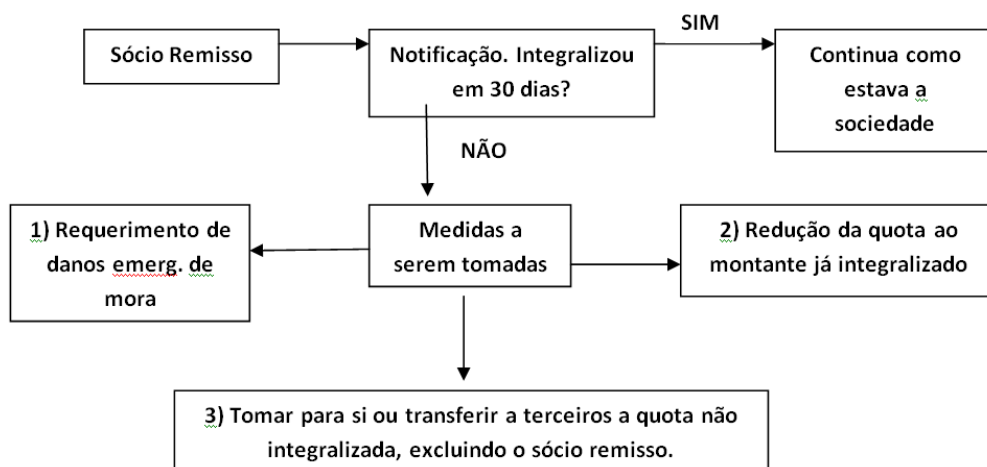 Sócio Remisso
Notificação. Integralizou
em 30 dias?
SIM
Continua como
estava a
sociedade
NÃO
1) Requerimento de
danos emerg. de
mora
Medidas a
serem tomadas
2) Redução da quota ao
montante já integralizado
3) Tomar para si ou transferir a terceiros a quota não
integralizada, excluindo o sócio remisso.